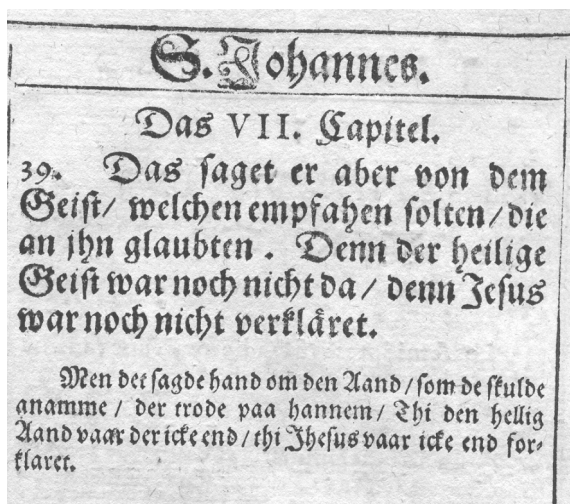 S. Johannes.
Das VII. Capitel.
39. Das saget er aber von dem
Geist/ welchen empfahen solten/ die
an jhn glaubten. Denn der heilige
Geist war noch nicht da/ denn Jesus
war noch nicht verkläret.
Men det sagde hand om den Aand/ som de skulde
anamme/ der trode paa hannem/ Thi den hellig
Aand vaar der icke end/ thi Jhesus vaar icke end for-
klaret.